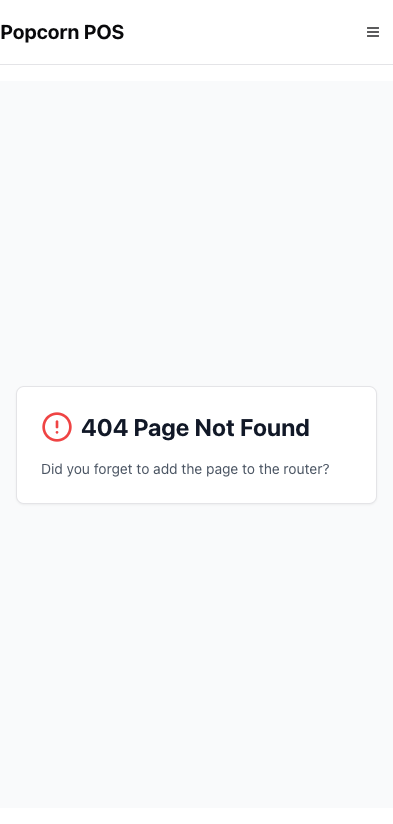 Popcorn POS
404 Page Not Found
Did you forget to add the page to the router?